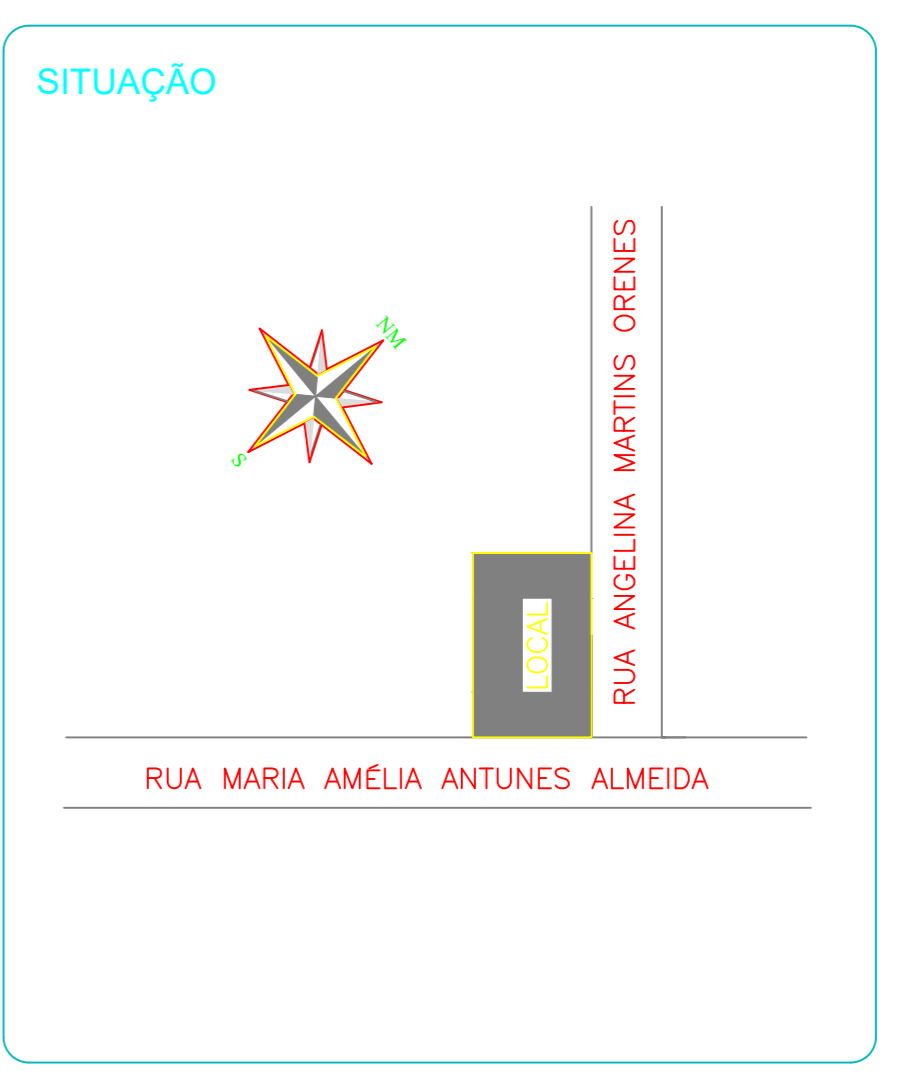 SITUAÇÃO
NM
S
RUA ANGELINA MARTINS ORENES
LOCAL
RUA MARIA AMÉLIA ANTUNES ALMEIDA